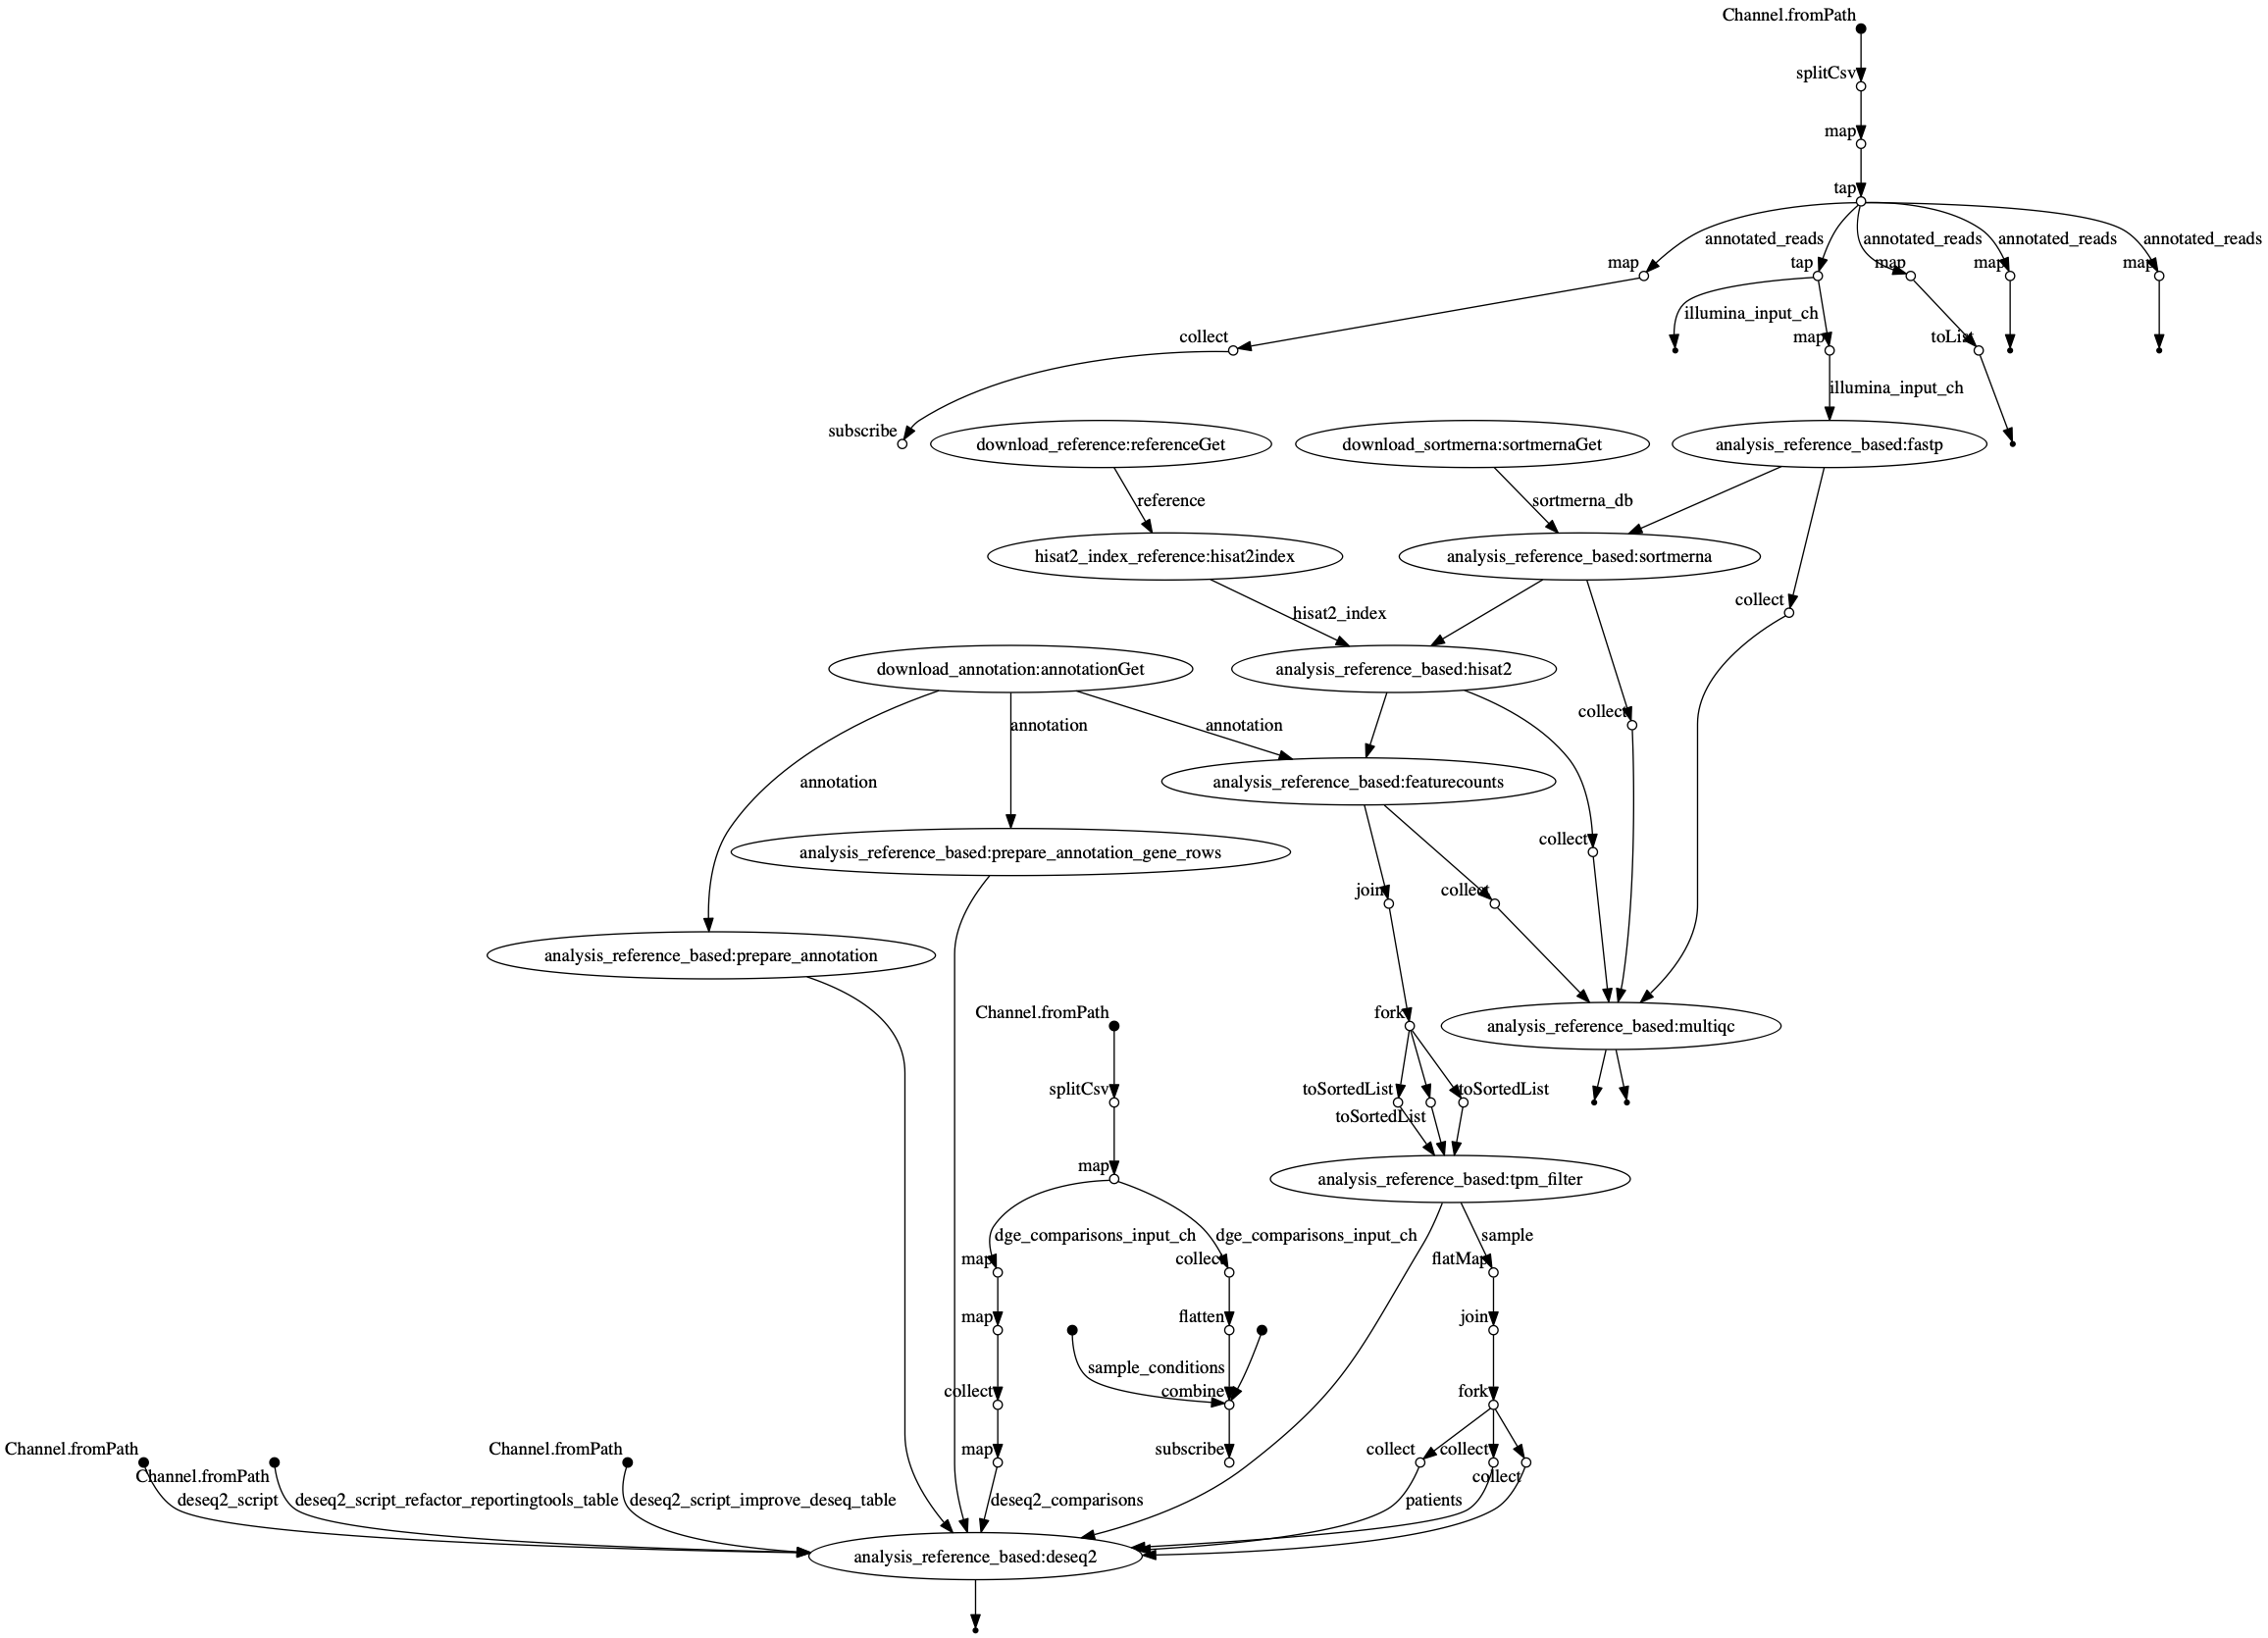 Channel.fromPath
splitCsv
map
tap
annotated_reads
annotated_reads
annotated_reads
annotated_reads
map
tap
map
map
map
illumina_input_ch
collect
map
toList
illumina_input_ch
subscribe
download_reference:referenceGet
download_sortmerna:sortmernaGet
analysis_reference_based:fastp
reference
sortmerna_db
hisat2_index_reference:hisat2index
analysis_reference_based:sortmerna
collect
hisat2_index
download_annotation:annotationGet
analysis_reference_based:hisat2
collect
annotation
annotation
annotation
analysis_reference_based:featurecounts
collect
analysis_reference_based:prepare_annotation_gene_rows
join
collect
analysis_reference_based:prepare_annotation
Channel.fromPath
fork
analysis_reference_based:multiqc
splitCsv
toSortedList
toSortedList
toSortedList
map
analysis_reference_based:tpm_filter
dge_comparisons_input_ch
dge_comparisons_input_ch
sample
map
collect
flatMap
map
flatten
join
sample_conditions
collect
combine
fork
Channel.fromPath
Channel.fromPath
Channel.fromPath
map
subscribe
collect
collect
collect
deseq2_script
deseq2_script_refactor_reportingtools_table
deseq2_script_improve_deseq_table
deseq2_comparisons
patients
analysis_reference_based:deseq2